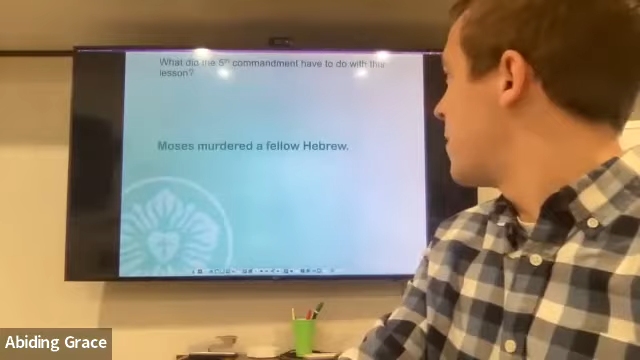 What did the 5th commandment have to do with this
lesson?
Moses murdered a fellow Hebrew.
Abiding Grace